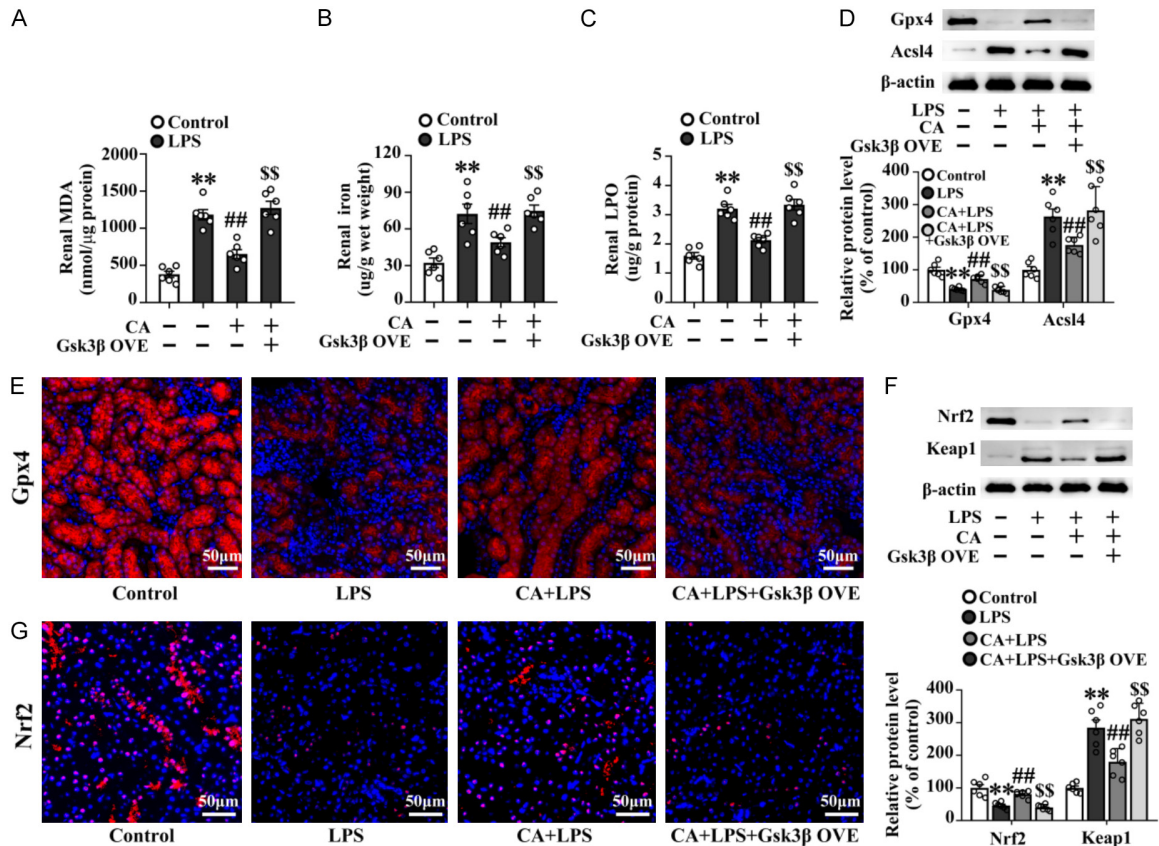 A
Control
LPS
Renal MDA
(nmol/µg proein)
2000
1500
1000
500
0
**
##
$$
− − + +
CA
− − − +
Gsk3β OVE
B
Control
LPS
Renal iron
(ug/g wet weight)
120
90
60
30
0
**
##
$$
− − + +
CA
− − − +
Gsk3β OVE
C
Control
LPS
Renal LPO
(ug/g protein)
5
4
3
2
1
0
**
##
$$
− − + +
CA
− − − +
Gsk3β OVE
D
Gpx4
Acsl4
β-actin
LPS − + + +
CA − − + +
Gsk3β OVE − − − +
Control
LPS
CA+LPS
CA+LPS
+Gsk3β OVE
Relative protein level
(% of control)
400
300
200
100
0
** ## $$
** ## $$
Gpx4 Acsl4
E
Gpx4
50µm 50µm 50µm 50µm
Control LPS CA+LPS CA+LPS+Gsk3β OVE
F
Nrf2
Keap1
β-actin
LPS − + + +
CA − − + +
Gsk3β OVE − − − +
Control
LPS
CA+LPS
CA+LPS+Gsk3β OVE
Relative protein level
(% of control)
400
300
200
100
0
** ## $$
** ## $$
Nrf2 Keap1
G
Nrf2
50µm 50µm 50µm 50µm
Control LPS CA+LPS CA+LPS+Gsk3β OVE